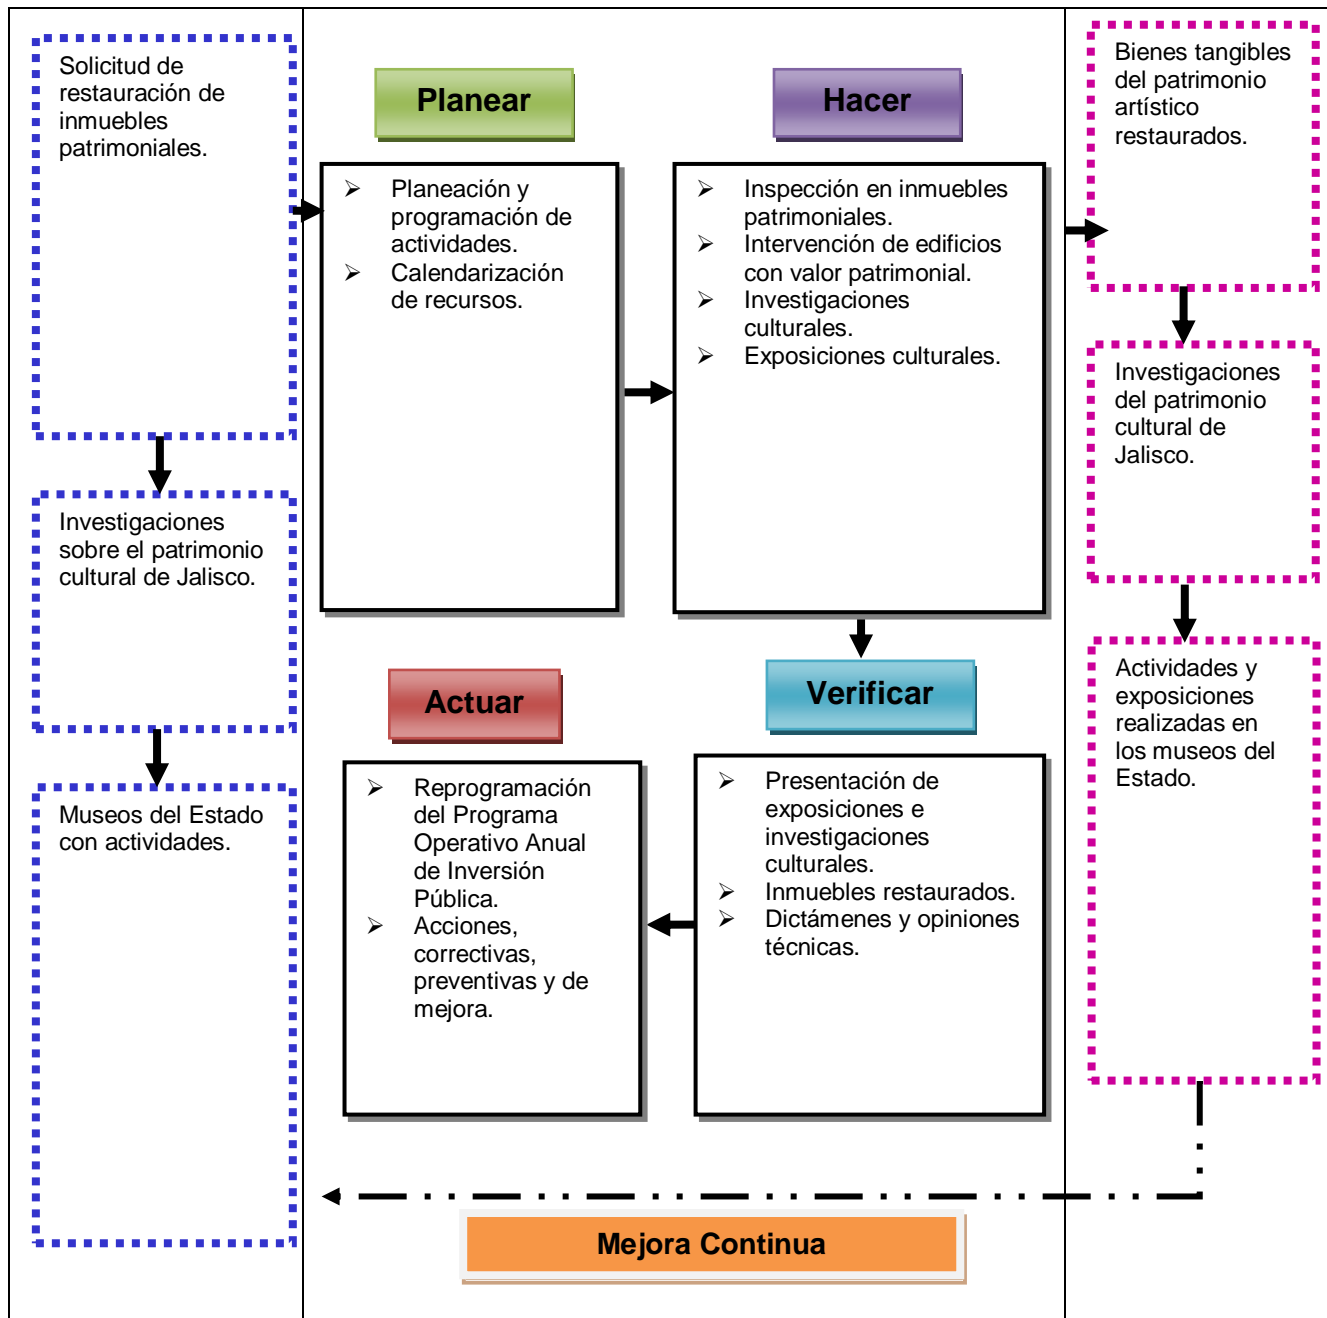 Solicitud de
restauración de
inmuebles
patrimoniales.
Investigaciones
sobre el patrimonio
cultural de Jalisco.
Museos del Estado
con actividades.
Planear
➢ Planeación y
programación de
actividades.
➢ Calendarización
de recursos.
Hacer
➢ Inspección en inmuebles
patrimoniales.
➢ Intervención de edificios
con valor patrimonial.
➢ Investigaciones
culturales.
➢ Exposiciones culturales.
Verificar
➢ Presentación de
exposiciones e
investigaciones
culturales.
➢ Inmuebles restaurados.
➢ Dictámenes y opiniones
técnicas.
Actuar
➢ Reprogramación
del Programa
Operativo Anual
de Inversión
Pública.
➢ Acciones,
correctivas,
preventivas y de
mejora.
Bienes tangibles
del patrimonio
artístico
restaurados.
Investigaciones
del patrimonio
cultural de
Jalisco.
Actividades y
exposiciones
realizadas en
los museos del
Estado.
Mejora Continua